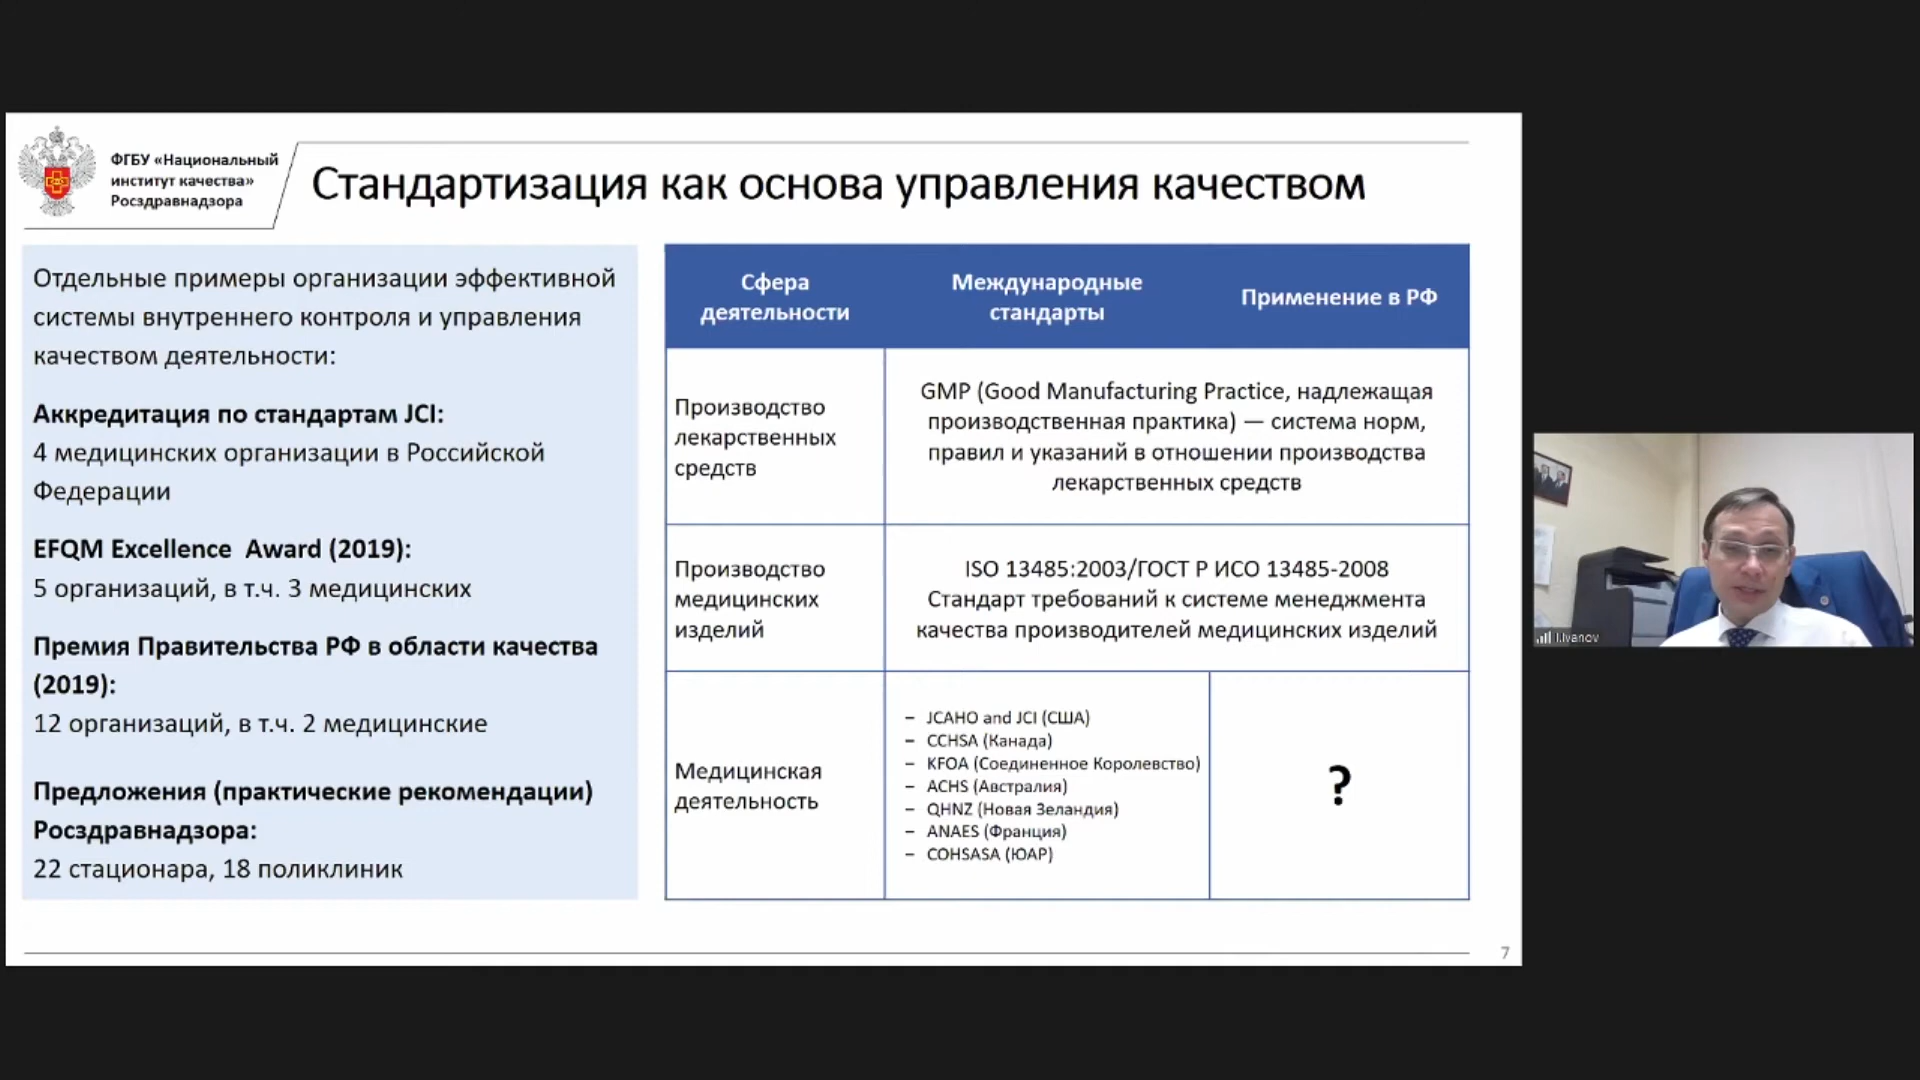 ФГБУ «Национальный
институт качества»
Росздравнадзора
Стандартизация как основа управления качеством
Отдельные примеры организации эффективной
системы внутреннего контроля и управления
качеством деятельности:
Аккредитация по стандартам JCI:
4 медицинских организации в Российской
Федерации
EFQM Excellence  Award (2019):
5 организаций, в т.ч. 3 медицинских
Премия Правительства РФ в области качества
(2019):
12 организаций, в т.ч. 2 медицинские
Предложения (практические рекомендации)
Росздравнадзора:
22 стационара, 18 поликлиник
Сфера
деятельности
Международные
стандарты
Применение в РФ
Производство
лекарственных
средств
GMP (Good Manufacturing Practice, надлежащая
производственная практика) — система норм,
правил и указаний в отношении производства
лекарственных средств
Производство
медицинских
изделий
ISO 13485:2003/ГОСТ Р ИСО 13485-2008
Стандарт требований к системе менеджмента
качества производителей медицинских изделий
Медицинская
деятельность
– JCAHO and JCI (США)
– CCHSA (Канада)
– KFOA (Соединенное Королевство)
– ACHS (Австралия)
– QHNZ (Новая Зеландия)
– ANAES (Франция)
– COHSASA (ЮАР)
?
7
I.Ivanov